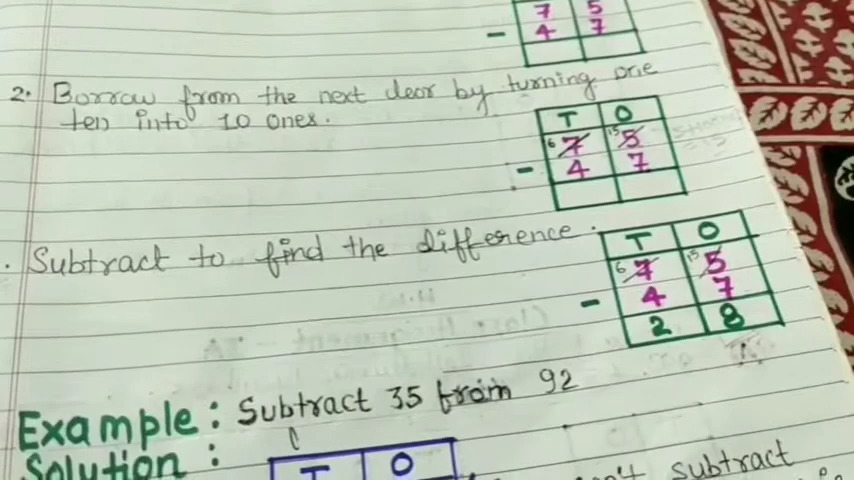 7 5
- 4 7
2. Borrow from the next door by turning one
ten into 10 ones.
T O
6 7 15 5
- 4 7
. Subtract to find the difference.
T O
6 7 15 5
- 4 7
2 8
Example: Subtract 35 from 92
Solution:
T O
subtract